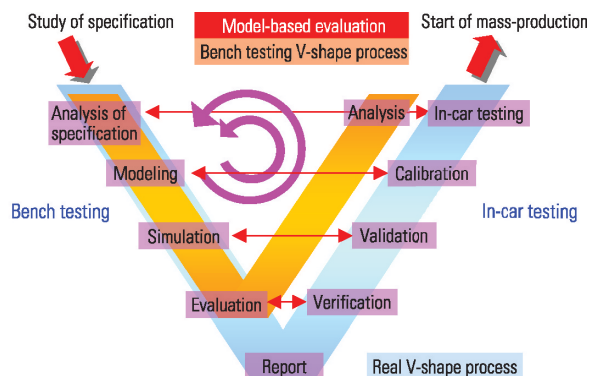 Study of specification
Model-based evaluation
Start of mass-production
Bench testing V-shape process
Analysis of
specification
Analysis
In-car testing
Modeling
Calibration
Bench testing
In-car testing
Simulation
Validation
Evaluation
Verification
Report
Real V-shape process